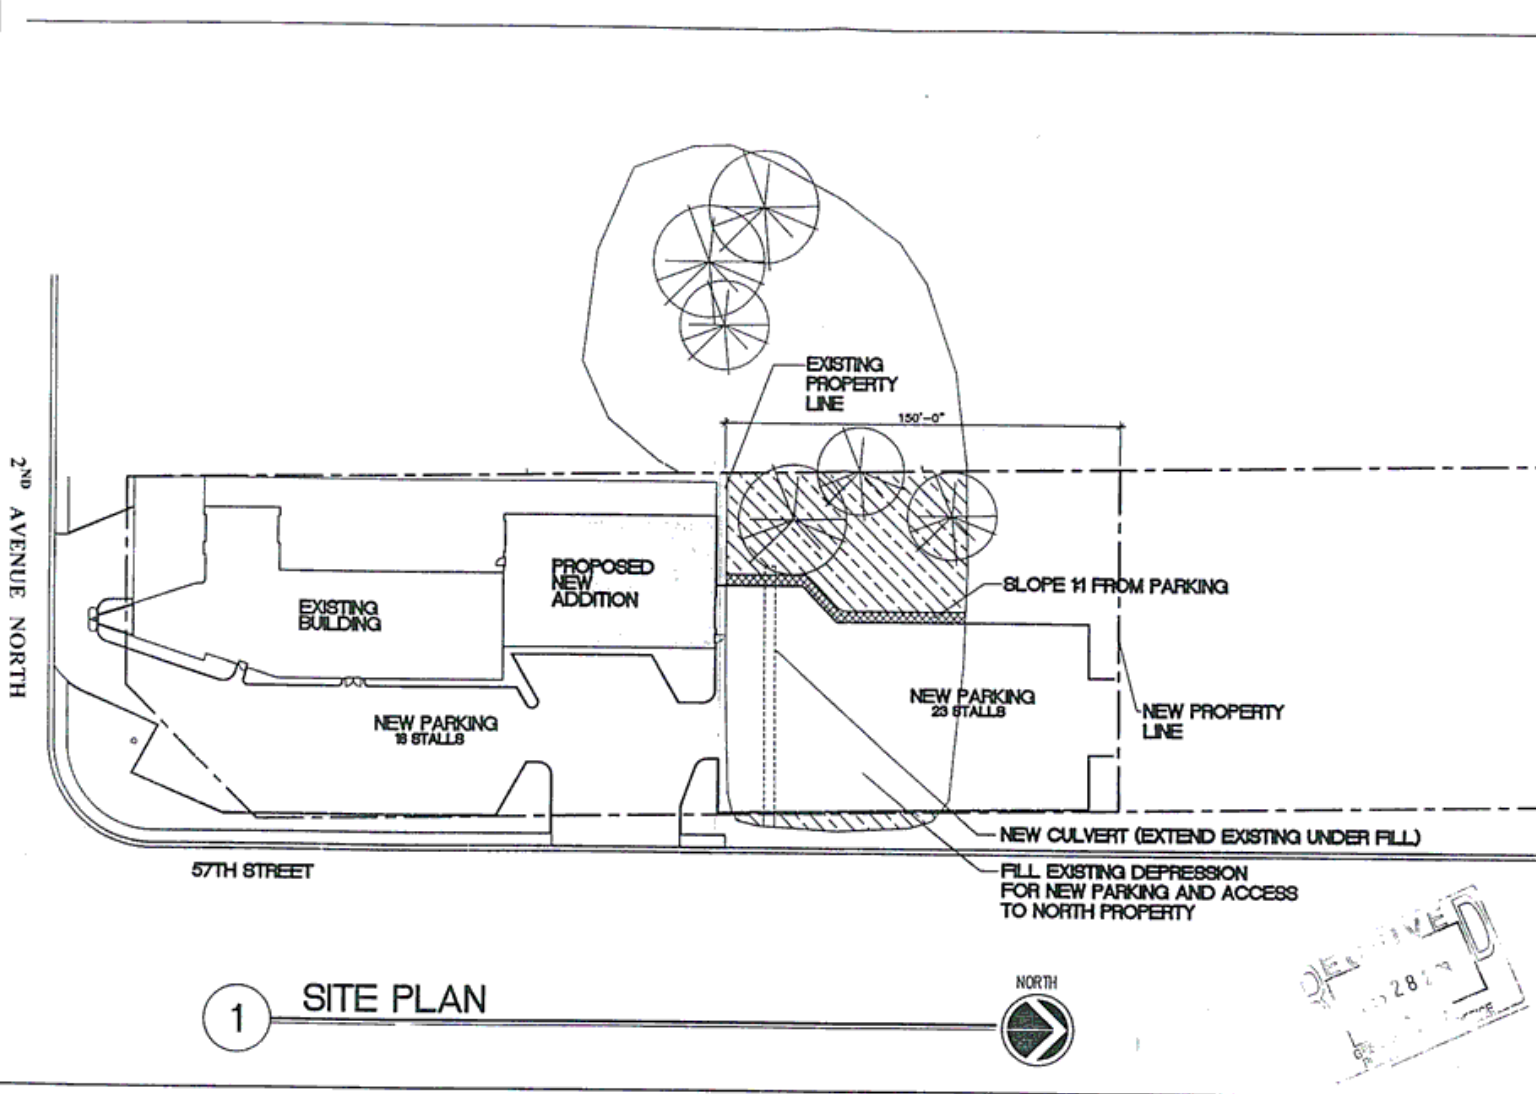 EXISTING
PROPERTY
LINE
150'-0"
2ND AVENUE NORTH
PROPOSED
NEW
ADDITION
EXISTING
BUILDING
SLOPE 1:1 FROM PARKING
NEW PARKING
23 STALLS
NEW PROPERTY
LINE
NEW PARKING
18 STALLS
NEW CULVERT (EXTEND EXISTING UNDER FILL)
57TH STREET
FILL EXISTING DEPRESSION
FOR NEW PARKING AND ACCESS
TO NORTH PROPERTY
1
SITE PLAN
NORTH
28